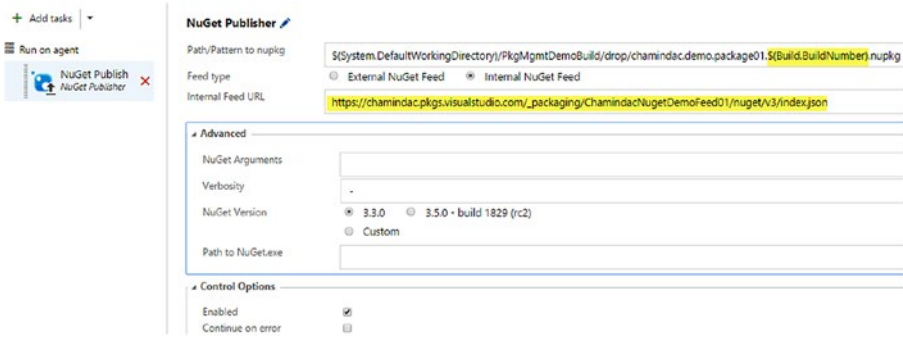 + Add tasks
Run on agent
NuGet Publish
NuGet Publisher
NuGet Publisher
Path/Pattern to nupkg
$(System.DefaultWorkingDirectory)/PkgMgmtDemoBuild/drop/chamindac.demo.package01.$(Build.BuildNumber).nupkg
Feed type
External NuGet Feed Internal NuGet Feed
Internal Feed URL
https://chamindac.pkgs.visualstudio.com/_packaging/ChamindacNugetDemoFeed01/nuget/v3/index.json
Advanced
NuGet Arguments
Verbosity
-
NuGet Version
3.3.0 3.5.0 - build 1829 (rc2)
Custom
Path to NuGet.exe
Control Options
Enabled
Continue on error